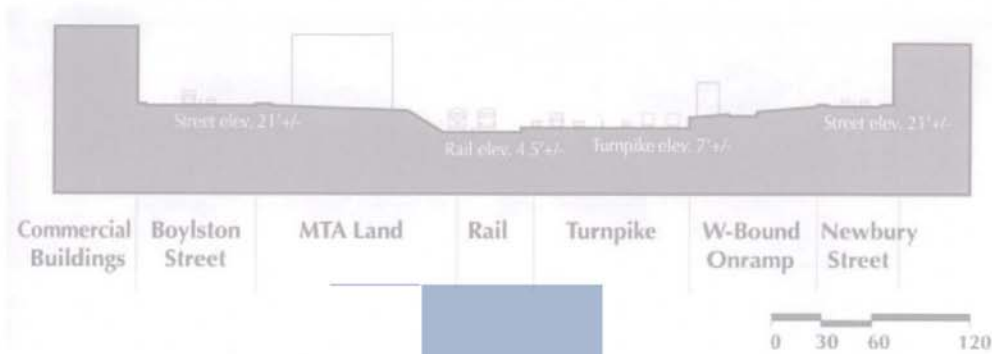 Street elev. 21'+/-
Rail elev. 4.5'+/-
Turnpike elev. 7'+/-
Street elev. 21'+/-
Commercial Buildings
Boylston Street
MTA Land
Rail
Turnpike
W-Bound Onramp
Newbury Street
0 30 60 120